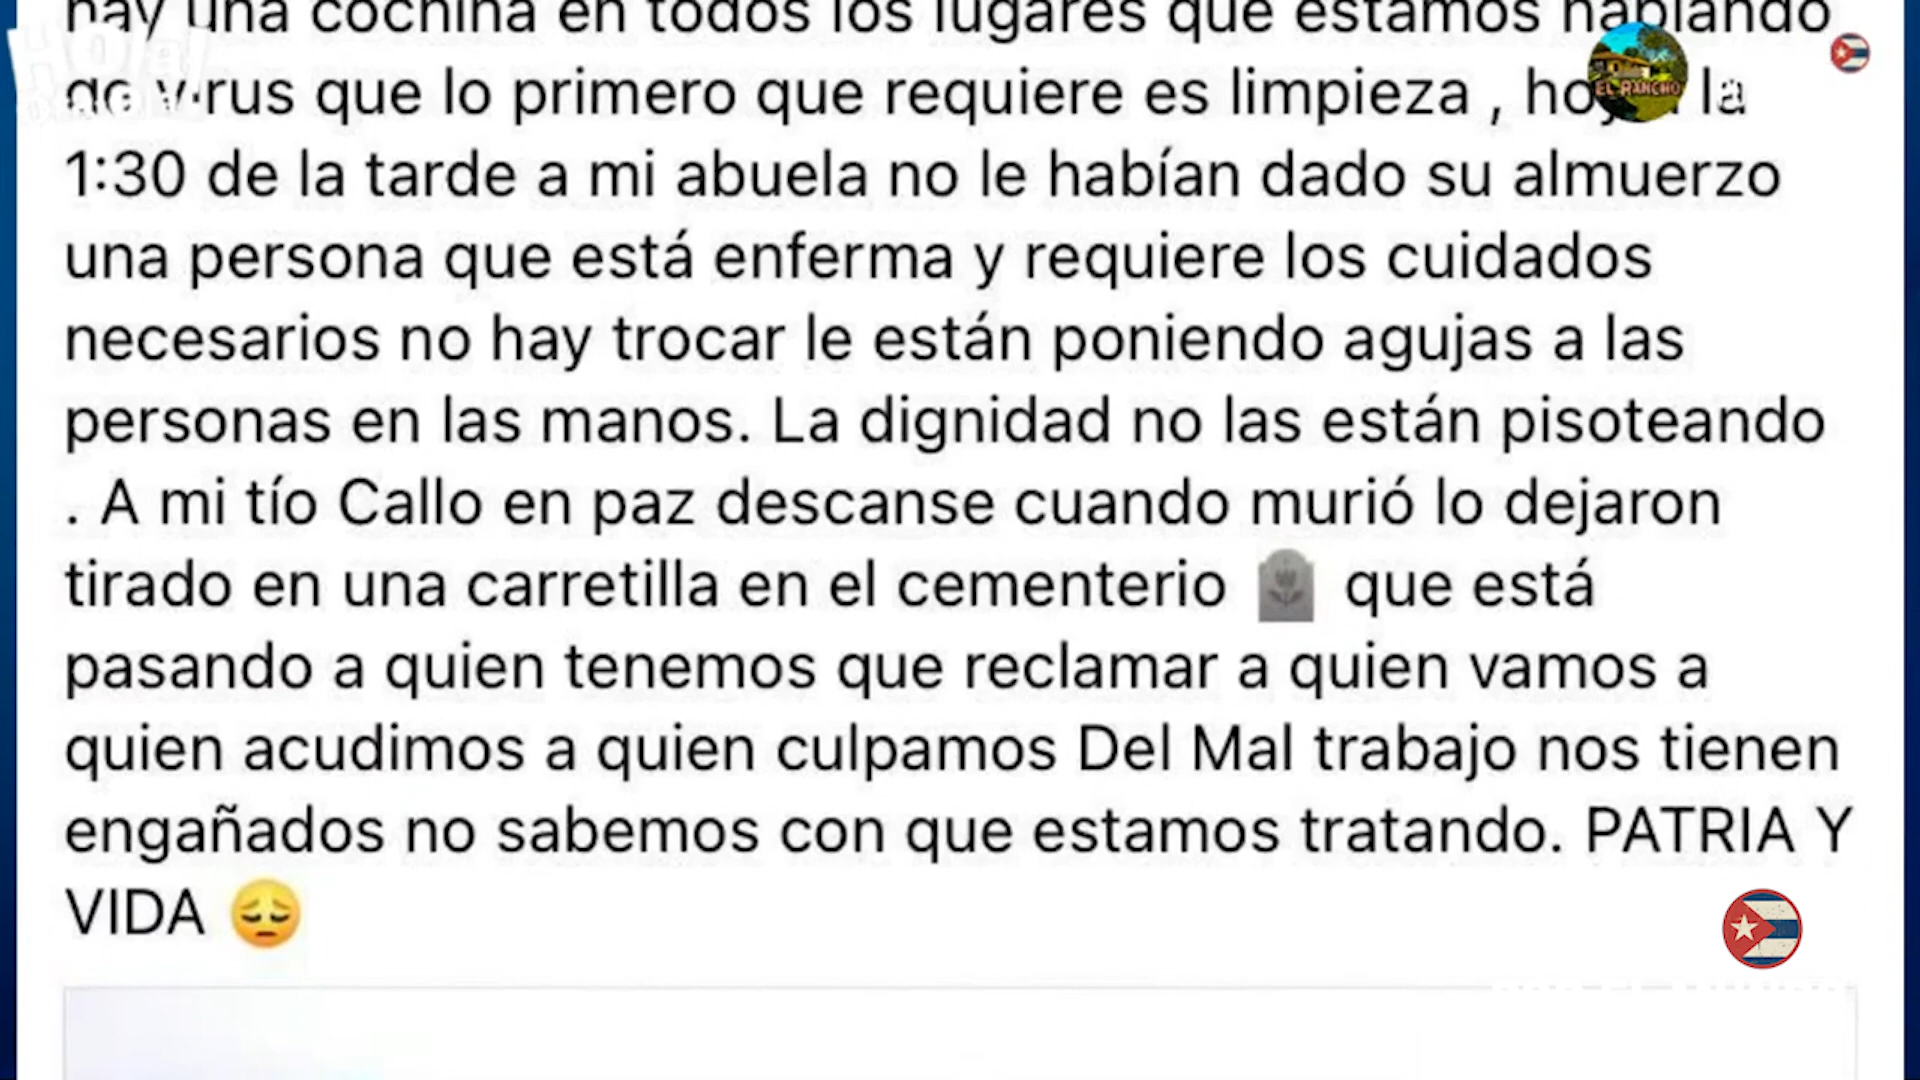 hay una cochina en todos los lugares que estamos hablando
que lo primero que requiere es limpieza , hoy a la
1:30 de la tarde a mi abuela no le habían dado su almuerzo
una persona que está enferma y requiere los cuidados
necesarios no hay trocar le están poniendo agujas a las
personas en las manos. La dignidad no las están pisoteando
. A mi tío Callo en paz descanse cuando murió lo dejaron
tirado en una carretilla en el cementerio 🪦 que está
pasando a quien tenemos que reclamar a quien vamos a
quien acudimos a quien culpamos Del Mal trabajo nos tienen
engañados no sabemos con que estamos tratando. PATRIA Y
VIDA 😔
Hola!
EL RANCHO